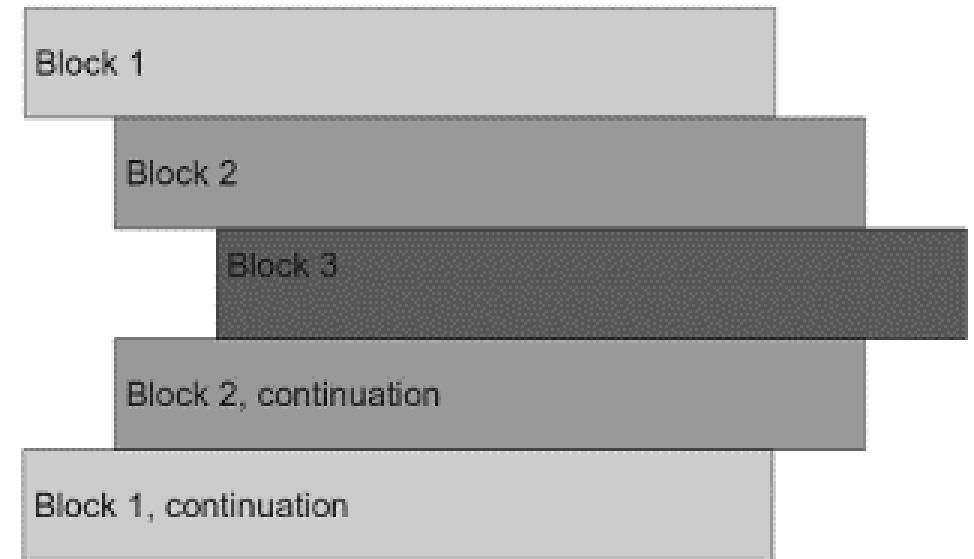 Block 1
Block 2
Block 3
Block 2, continuation
Block 1, continuation